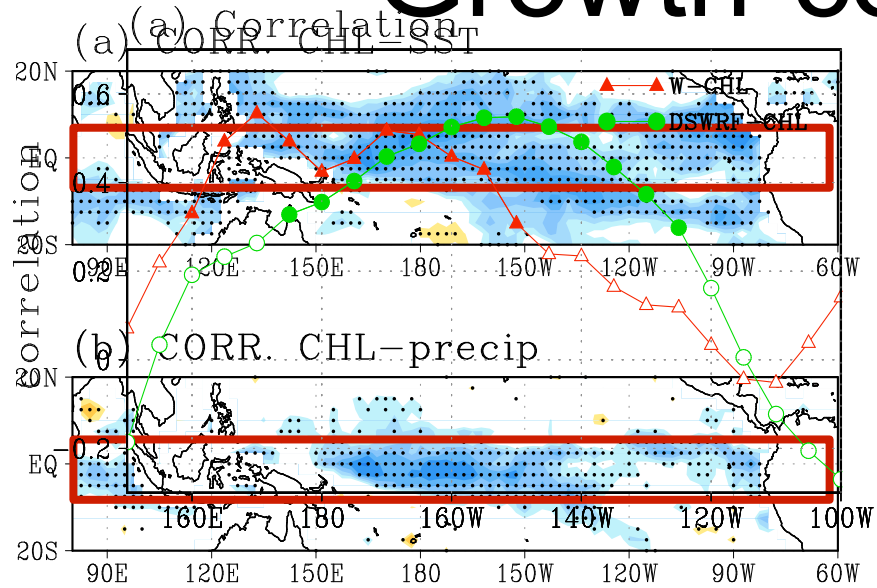 Growth
(a) Correlation
(a) CORR. CHL−SST
20N
0.6
W−CHL
DSWRF−CHL
EQ
0.4
Correlation
20S
0.2
90E 120E 150E 180 150W 120W 90W 60W
(b) CORR. CHL−precip
0
20N
−0.2
EQ
160E 180 160W 140W 120W 100W
20S
90E 120E 150E 180 150W 120W 90W 60W